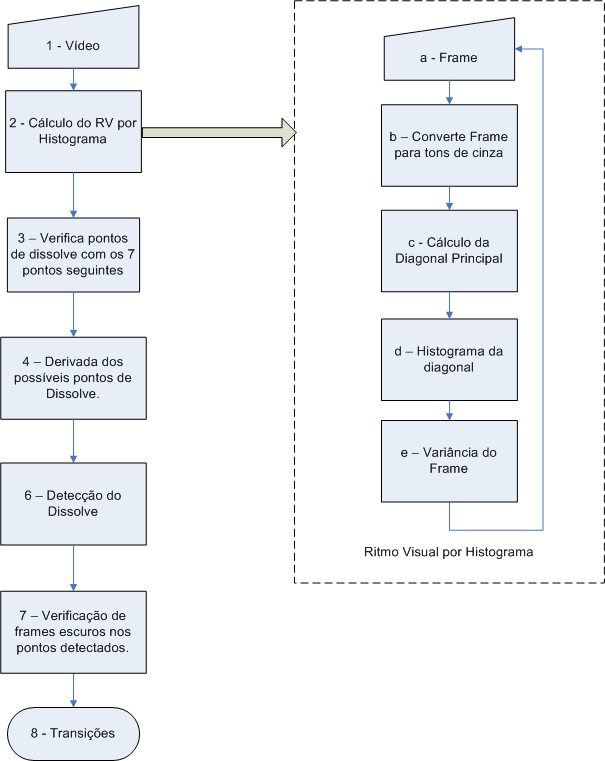 1 - Vídeo
2 - Cálculo do RV por
Histograma
3 – Verifica pontos
de dissolve com os 7
pontos seguintes
4 – Derivada dos
possíveis pontos de
Dissolve.
6 – Detecção do
Dissolve
7 – Verificação de
frames escuros nos
pontos detectados.
8 - Transições
a - Frame
b – Converte Frame
para tons de cinza
c - Cálculo da
Diagonal Principal
d – Histograma da
diagonal
e – Variância do
Frame
Ritmo Visual por Histograma